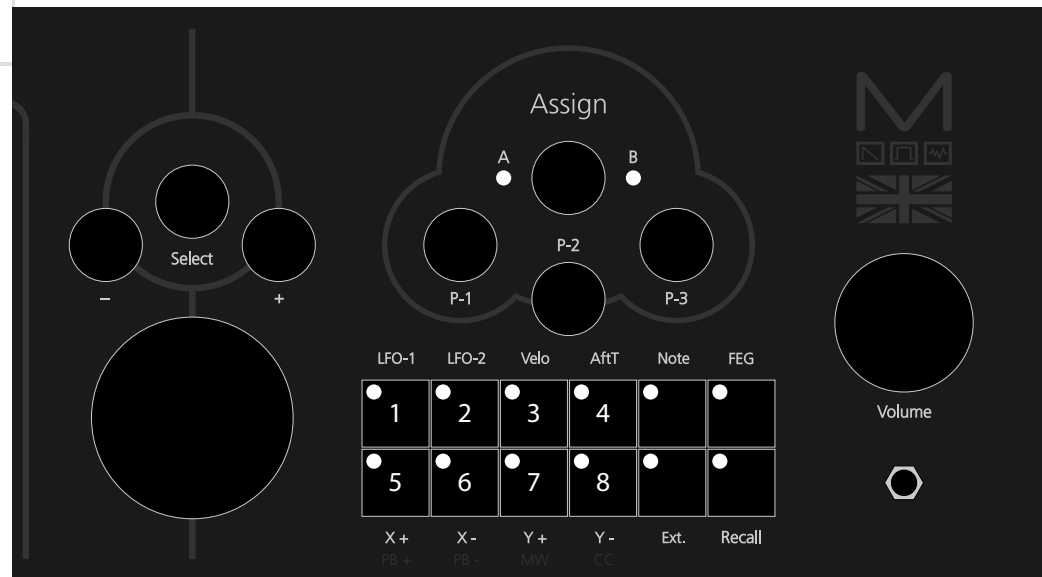 M
Assign
A B
P-2
Select
P-1 P-3
− +
LFO-1 LFO-2 Velo AftT Note FEG
1 2 3 4
Volume
5 6 7 8
X + X - Y + Y - Ext. Recall
PB + PB - MW CC